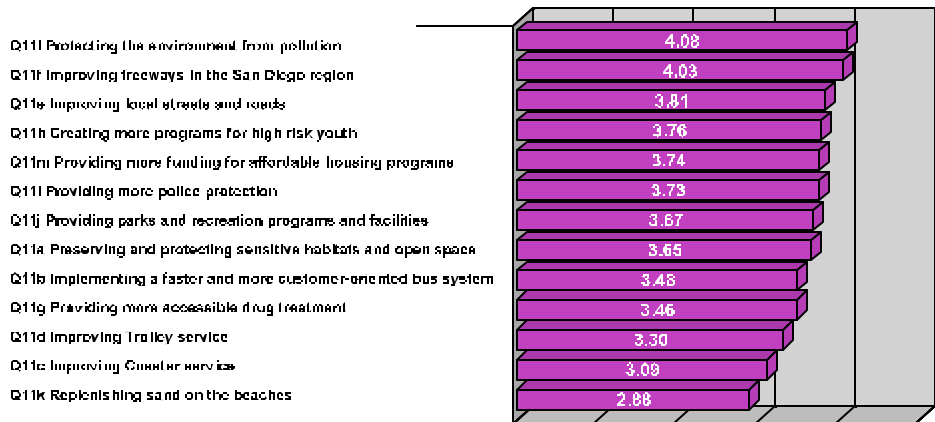 Q11l Protecting the environment from pollution 4.08
Q11f Improving freeways in the San Diego region 4.03
Q11e Improving local streets and roads 3.81
Q11h Creating more programs for high risk youth 3.76
Q11m Providing more funding for affordable housing programs 3.74
Q11i Providing more police protection 3.73
Q11j Providing parks and recreation programs and facilities 3.67
Q11a Preserving and protecting sensitive habitats and open space 3.65
Q11b Implementing a faster and more customer-oriented bus system 3.48
Q11g Providing more accessible drug treatment 3.46
Q11d Improving Trolley service 3.30
Q11c Improving Coaster service 3.09
Q11k Replenishing sand on the beaches 2.88